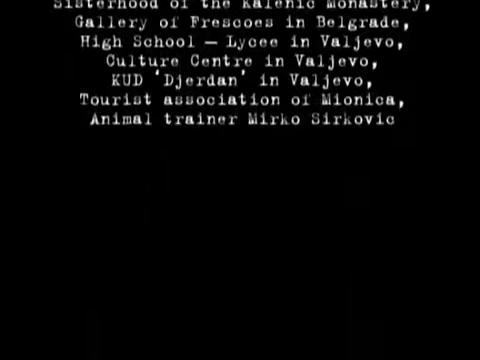 Sisterhood of the Kalenic Monastery,
Gallery of Frescoes in Belgrade,
High School — Lycee in Valjevo,
Culture Centre in Valjevo,
KUD 'Djerdan' in Valjevo,
Tourist association of Mionica,
Animal trainer Mirko Sirkovic